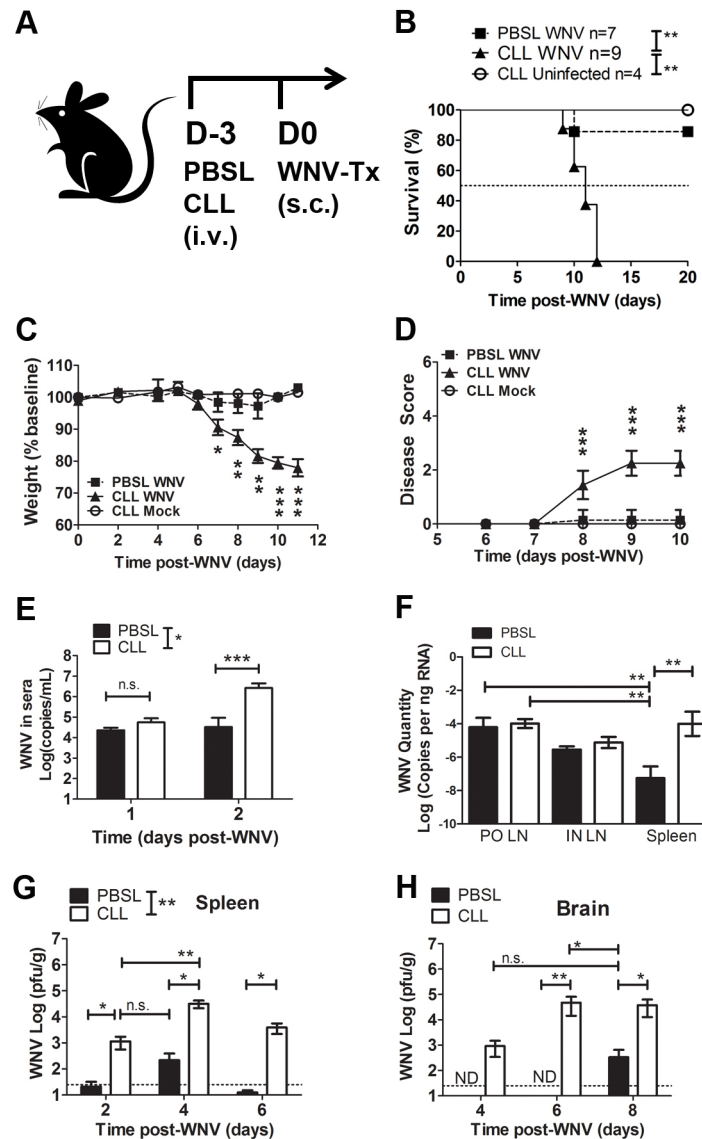 A
D-3
D0
PBSL
WNV-Tx
CLL
(s.c.)
(i.v.)
B
PBSL WNV n=7
CLL WNV n=9
CLL Uninfected n=4
**
**
Survival (%)
100
80
60
40
20
0
0 5 10 15 20
Time post-WNV (days)
C
Weight (% baseline)
110
100
90
80
70
60
PBSL WNV
CLL WNV
CLL Mock
*
**
**
***
***
0 2 4 6 8 10 12
Time post-WNV (days)
D
PBSL WNV
CLL WNV
CLL Mock
Disease Score
6
4
2
0
***
***
***
5 6 7 8 9 10
Time (days post-WNV)
E
PBSL
CLL
*
WNV in sera
Log(copies/mL)
8
7
6
5
4
3
2
1
n.s.
***
1 2
Time (days post-WNV)
F
PBSL
CLL
WNV Quantity
Log (Copies per ng RNA)
-0
-2
-4
-6
-8
-10
**
**
**
PO LN IN LN Spleen
G
PBSL
CLL
**
Spleen
WNV Log (pfu/g)
7
6
5
4
3
2
1
**
*
n.s.
*
*
2 4 6
Time post-WNV (days)
H
PBSL
CLL
Brain
WNV Log (pfu/g)
7
6
5
4
3
2
1
*
n.s.
**
*
ND ND
4 6 8
Time post-WNV (days)